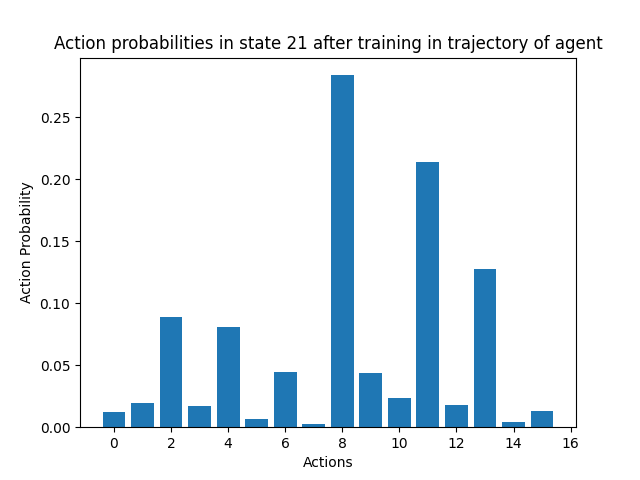 Action probabilities in state 21 after training in trajectory of agent
0.25
0.20
0.15
0.10
0.05
0.00
Action Probability
0 2 4 6 8 10 12 14 16
Actions